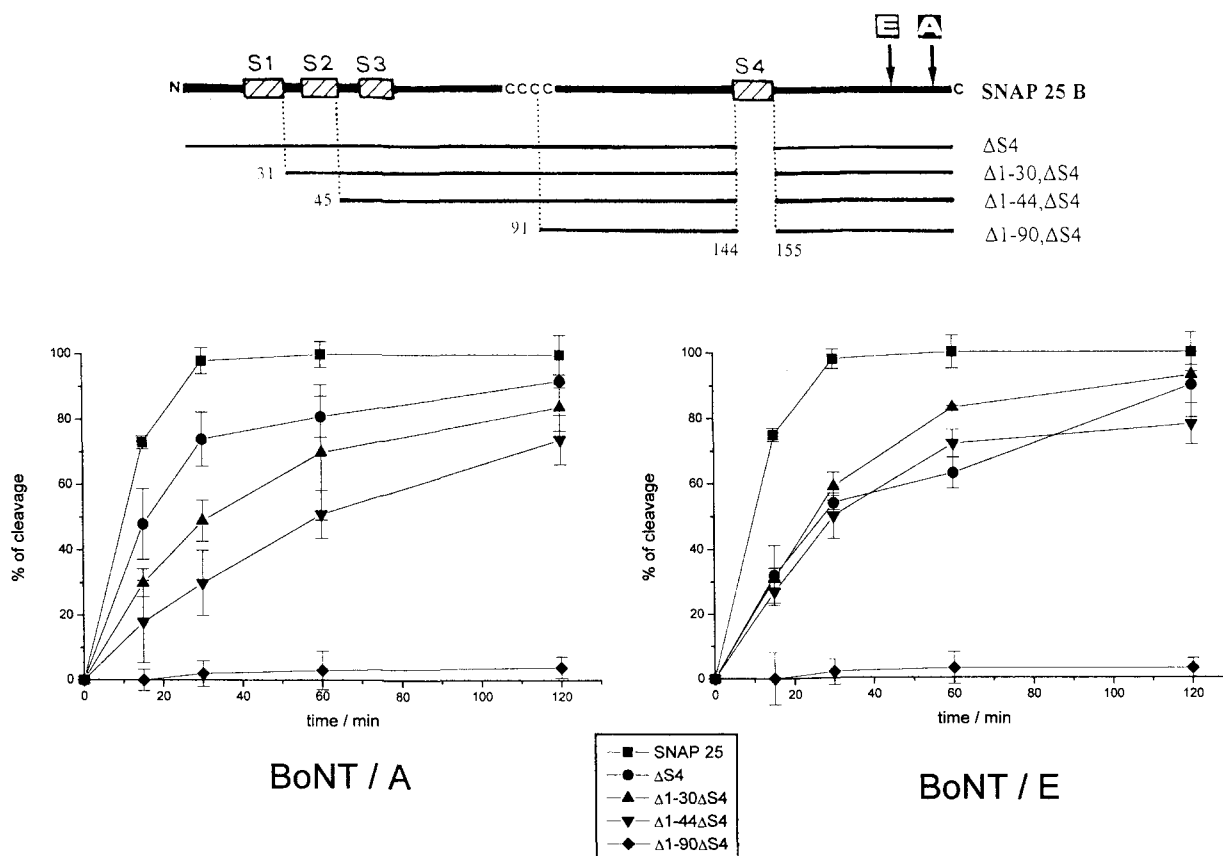 E A
S1 S2 S3 S4
N CCCC C SNAP 25 B
ΔS4
31 Δ1-30,ΔS4
45 Δ1-44,ΔS4
91 Δ1-90,ΔS4
144 155
100
80
60
40
20
0
0 20 40 60 80 100 120
% of cleavage
time / min
BoNT / A
100
80
60
40
20
0
0 20 40 60 80 100 120
% of cleavage
time / min
BoNT / E
SNAP 25
ΔS4
Δ1-30ΔS4
Δ1-44ΔS4
Δ1-90ΔS4